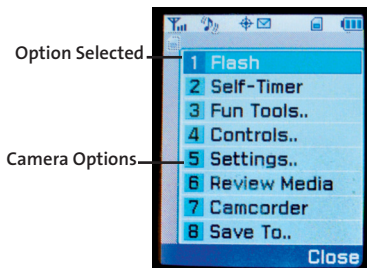 Option Selected
1 Flash
2 Self-Timer
3 Fun Tools..
4 Controls..
Camera Options
5 Settings..
6 Review Media
7 Camcorder
8 Save To..
Close